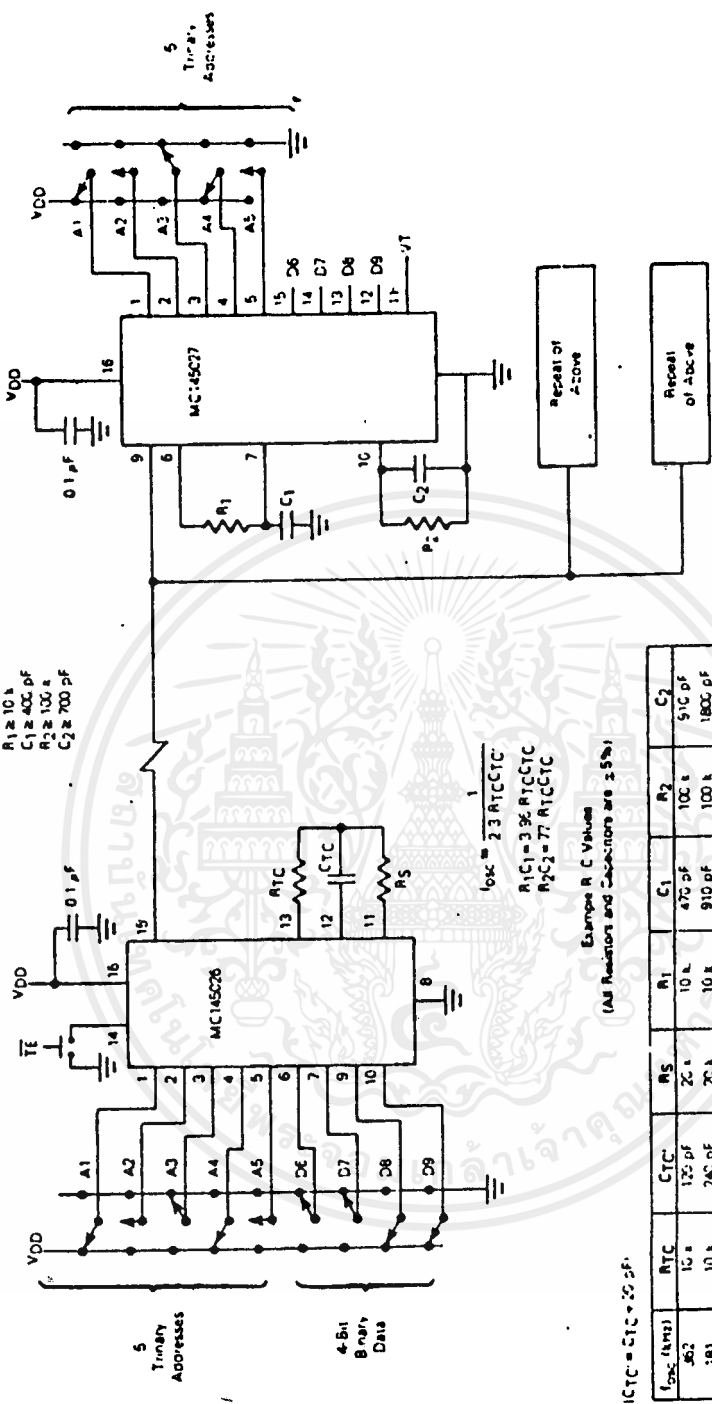 VDD
TE
14
16
0.1 µF
15
MC145026
1
2
3
4
5
6
7
9
10
A1
A2
A3
A4
A5
D6
D7
D8
D9
VDD
5
Trinary
Addresses
4-Bit
Binary
Data
13
12
11
8
RTC
CTC
RS
R1 ≥ 10 k
C1 ≥ 400 pF
R2 ≥ 100 k
C2 ≥ 700 pF
VDD
0.1 µF
16
9
6
7
10
R1
C1
R2
C2
MC145027
1
2
3
4
5
15
14
13
12
11
A1
A2
A3
A4
A5
D6
D7
D8
D9
VT
VDD
5
Trinary
Addresses
Repeat of
Above
Repeat
of Above
fosc = 1 / 2.3 RTCCTC'
R1C1 = 3.95 RTCCTC
R2C2 = 77 RTCCTC
Example R C Values
(All Resistors and Capacitors are ± 5%)
(CTC' = CTC + 20 pF)
fosc (kHz) RTC CTC' RS R1 C1 R2 C2
362 10 k 120 pF 20 k 10 k 470 pF 100 k 910 pF
181 10 k 240 pF 20 k 10 k 910 pF 100 k 1800 pF